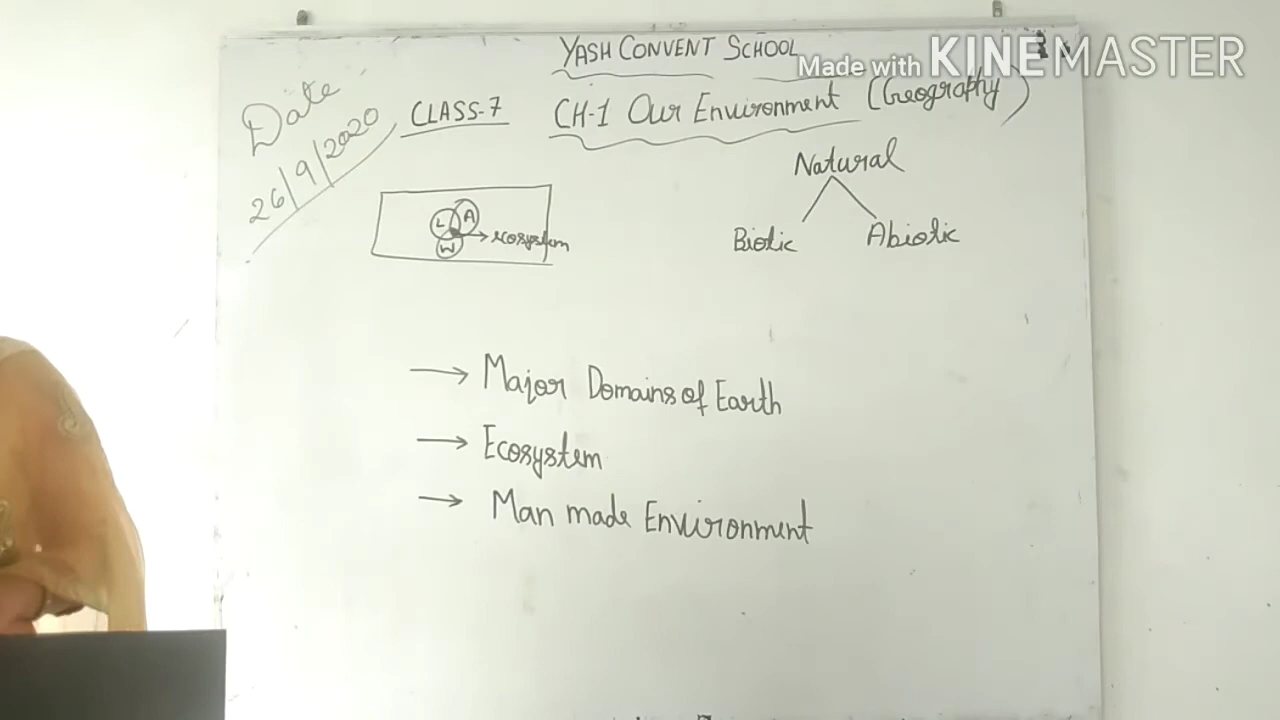 YASH CONVENT SCHOOL
Made with KINEMASTER
Date
26/9/2020
CLASS-7
CH-1 Our Environment (Geography)
Natural
Biotic Abiotic
L A
W
ecosystem
→ Major Domains of Earth
→ Ecosystem
→ Man made Environment